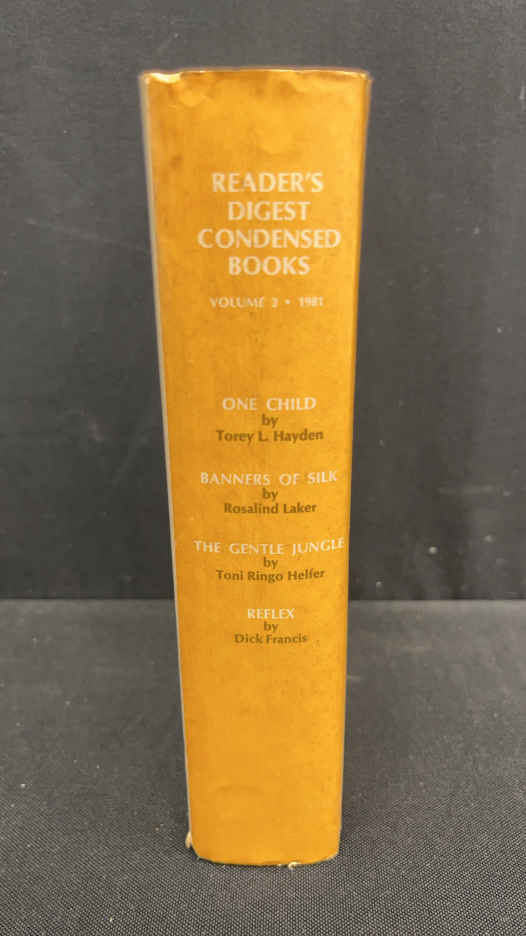 READER'S
DIGEST
CONDENSED
BOOKS
VOLUME 3 • 1981
ONE CHILD
by
Torey L. Hayden
BANNERS OF SILK
by
Rosalind Laker
THE GENTLE JUNGLE
by
Toni Ringo Helfer
REFLEX
by
Dick Francis